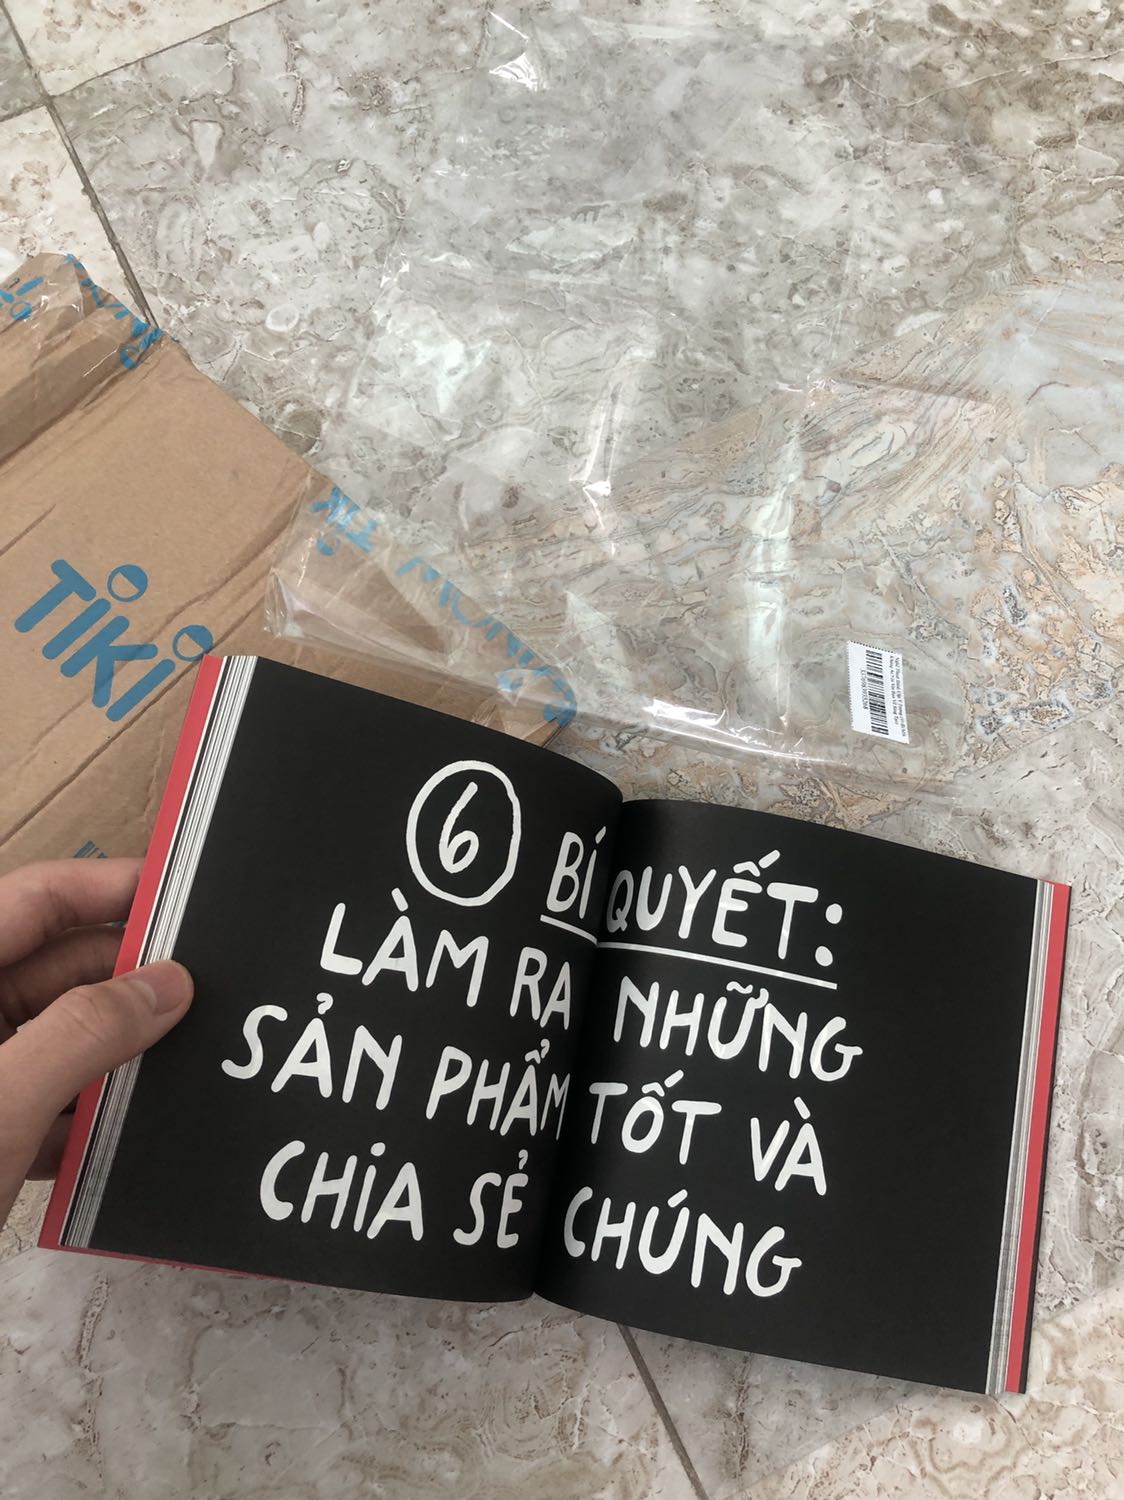 TiKi
⑥ BÍ QUYẾT:
LÀM RA NHỮNG
SẢN PHẨM TỐT VÀ
CHIA SẺ CHÚNG